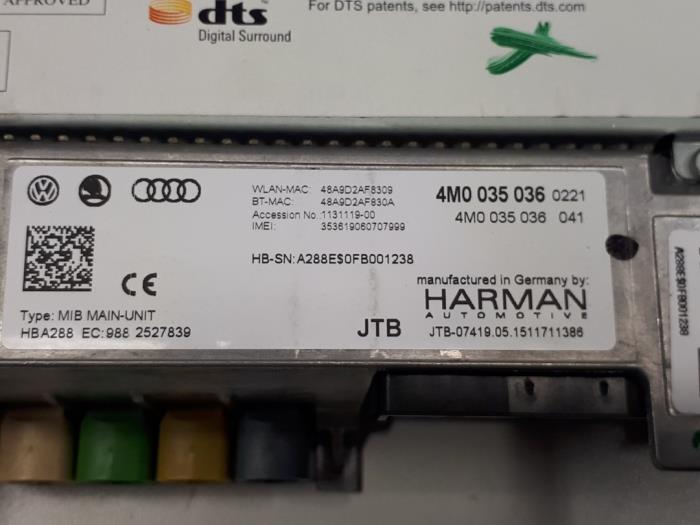 APPROVED
dts
Digital Surround
For DTS patents, see http://patents.dts.com
WLAN-MAC: 48A9D2AF8309
BT-MAC: 48A9D2AF830A
Accession No.:1131119-00
IMEI: 353619060707999
4M0 035 036 0221
4M0 035 036 041
HB-SN:A288E$0FB001238
CE
manufactured in Germany by:
HARMAN
AUTOMOTIVE
Type: MIB MAIN-UNIT
HBA288 EC:988 2527839
JTB
JTB-07419.05.1511711386
A288E$0FB001238